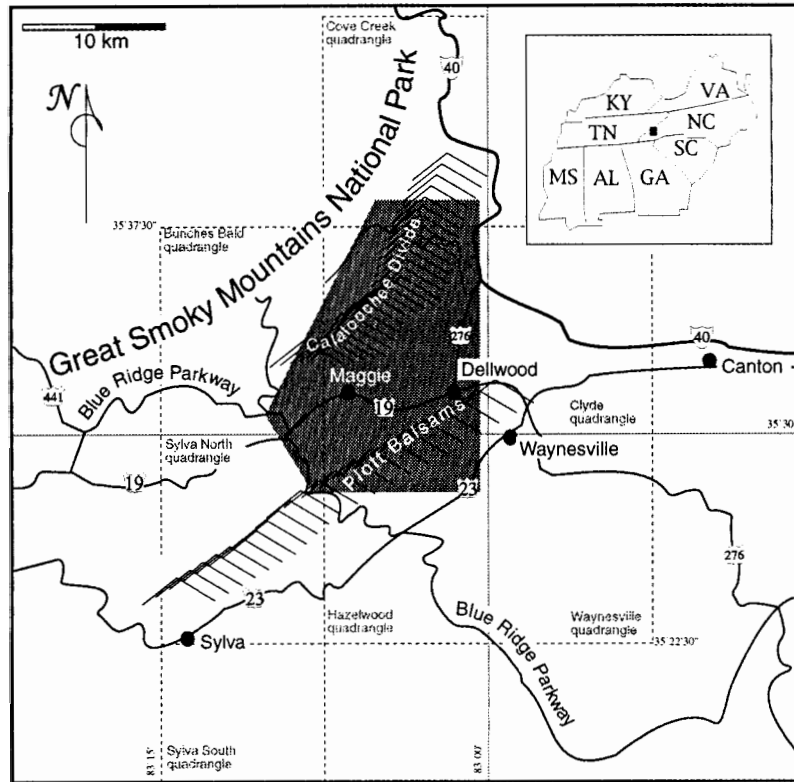 10 km
N
Cove Creek
quadrangle
40
KY
VA
TN
NC
SC
MS
AL
GA
Great Smoky Mountains National Park
35°37'30"
Bunches Bald
quadrangle
Cataloochee Divide
276
40
Canton
441
Blue Ridge Parkway
Maggie
Dellwood
19
Clyde
quadrangle
35°30'
Sylva North
quadrangle
Plott Balsams
Waynesville
19
23
276
23
Hazelwood
quadrangle
Blue Ridge Parkway
Waynesville
quadrangle
35°22'30"
Sylva
83°15'
Sylva South
quadrangle
83°00'